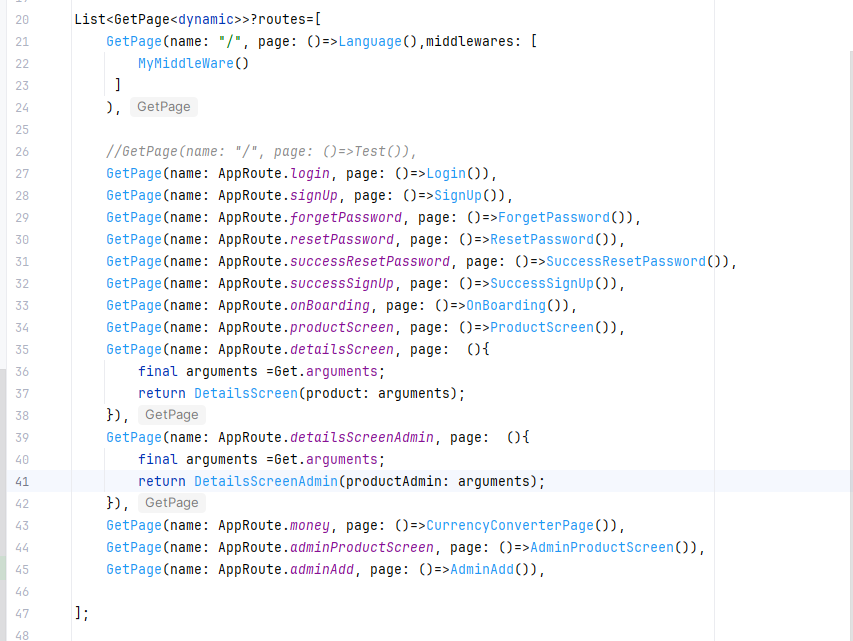 20 List<GetPage<dynamic>>?routes=[
21 GetPage(name: "/", page: ()=>Language(),middlewares: [
22 MyMiddleWare()
23 ]
24 ), GetPage
25
26 //GetPage(name: "/", page: ()=>Test()),
27 GetPage(name: AppRoute.login, page: ()=>Login()),
28 GetPage(name: AppRoute.signUp, page: ()=>SignUp()),
29 GetPage(name: AppRoute.forgetPassword, page: ()=>ForgetPassword()),
30 GetPage(name: AppRoute.resetPassword, page: ()=>ResetPassword()),
31 GetPage(name: AppRoute.successResetPassword, page: ()=>SuccessResetPassword()),
32 GetPage(name: AppRoute.successSignUp, page: ()=>SuccessSignUp()),
33 GetPage(name: AppRoute.onBoarding, page: ()=>OnBoarding()),
34 GetPage(name: AppRoute.productScreen, page: ()=>ProductScreen()),
35 GetPage(name: AppRoute.detailsScreen, page:  (){
36 final arguments =Get.arguments;
37 return DetailsScreen(product: arguments);
38 }), GetPage
39 GetPage(name: AppRoute.detailsScreenAdmin, page:  (){
40 final arguments =Get.arguments;
41 return DetailsScreenAdmin(productAdmin: arguments);
42 }), GetPage
43 GetPage(name: AppRoute.money, page: ()=>CurrencyConverterPage()),
44 GetPage(name: AppRoute.adminProductScreen, page: ()=>AdminProductScreen()),
45 GetPage(name: AppRoute.adminAdd, page: ()=>AdminAdd()),
46
47 ];
48